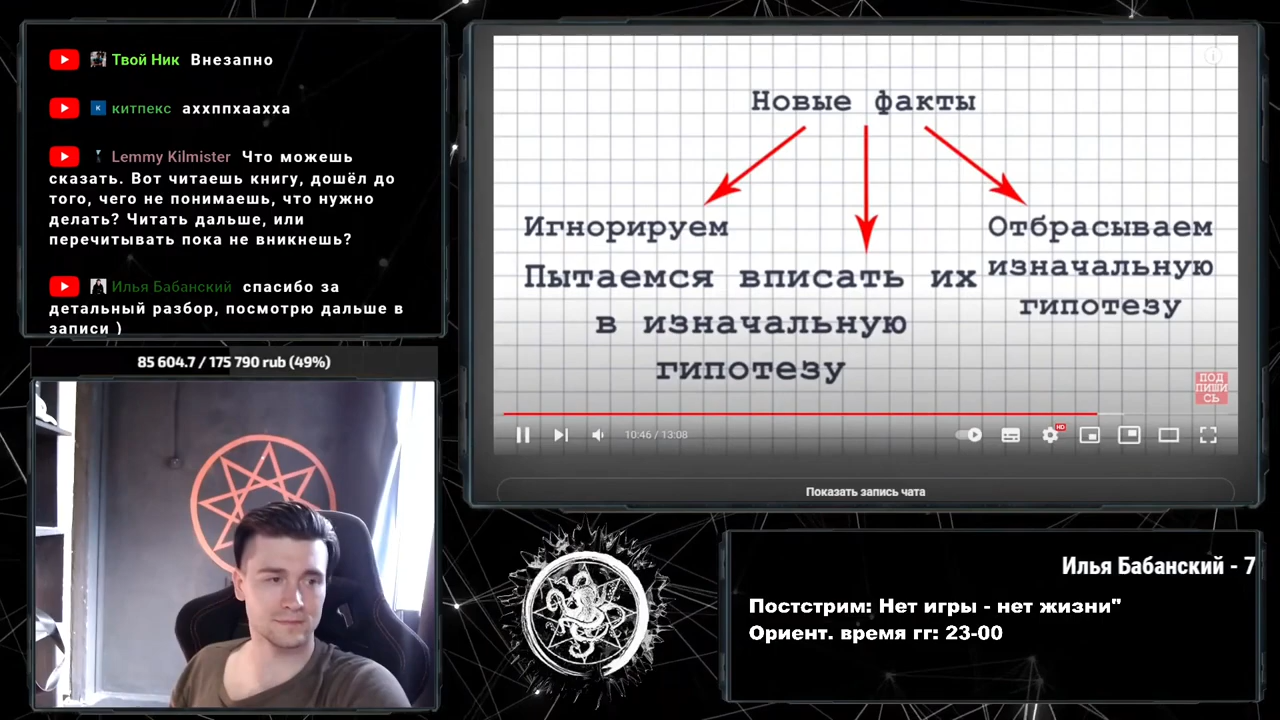 Твой Ник Внезапно
китпекс аххппхаахха
Lemmy Kilmister Что можешь
сказать. Вот читаешь книгу, дошёл до
того, чего не понимаешь, что нужно
делать? Читать дальше, или
перечитывать пока не вникнешь?
Илья Бабанский спасибо за
детальный разбор, посмотрю дальше в
записи )
85 604.7 / 175 790 rub (49%)
Новые факты
Игнорируем
Пытаемся вписать их
в изначальную
гипотезу
Отбрасываем
изначальную
гипотезу
ПОД
ПИШИ
СЬ
10:46 / 13:08
HD
Показать запись чата
Илья Бабанский - 7
Постстрим: Нет игры - нет жизни"
Ориент. время гг: 23-00